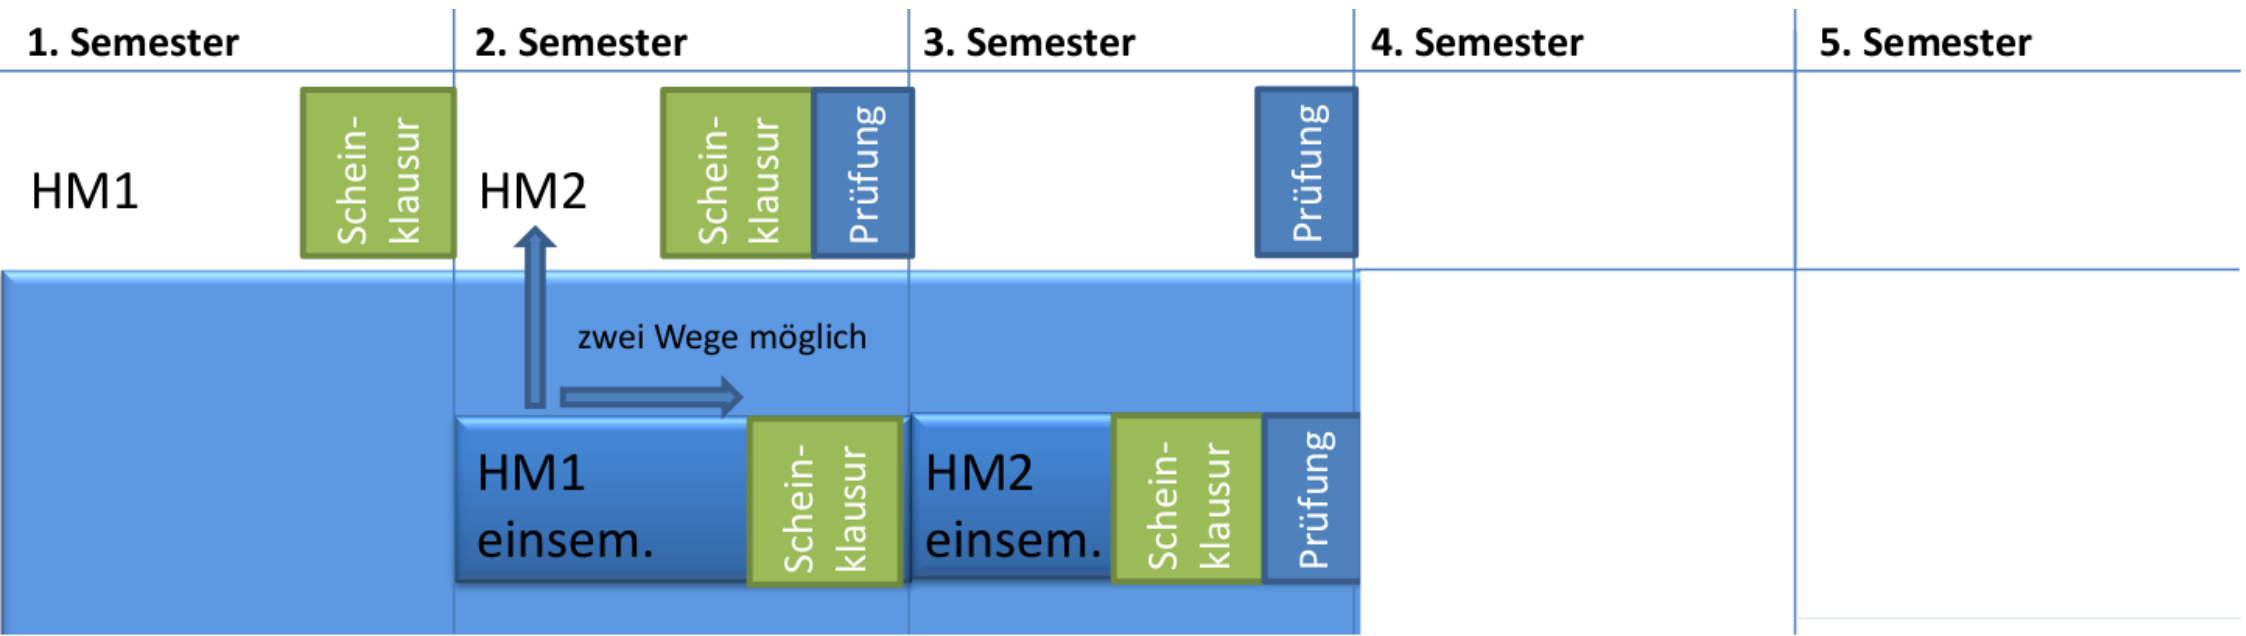 1. Semester
2. Semester
3. Semester
4. Semester
5. Semester
HM1
Schein-
klausur
HM2
Schein-
klausur
Prüfung
Prüfung
zwei Wege möglich
HM1
einsem.
Schein-
klausur
HM2
einsem.
Schein-
klausur
Prüfung